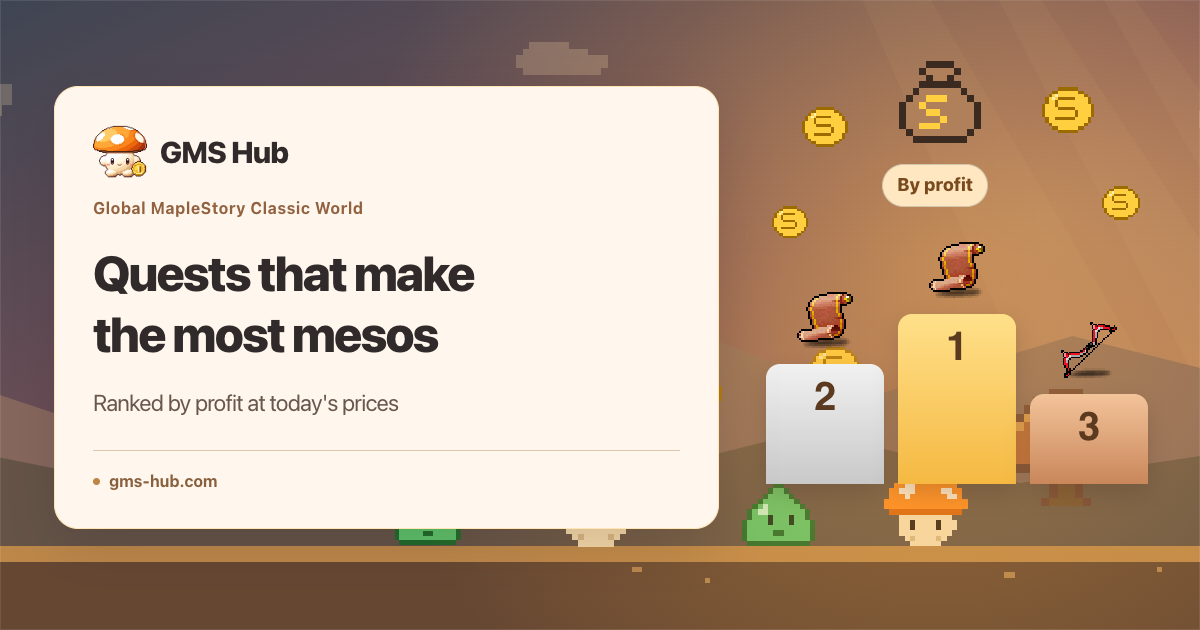 GMS Hub
Global MapleStory Classic World
Quests that make
the most mesos
Ranked by profit at today's prices
gms-hub.com
By profit
1
2
3